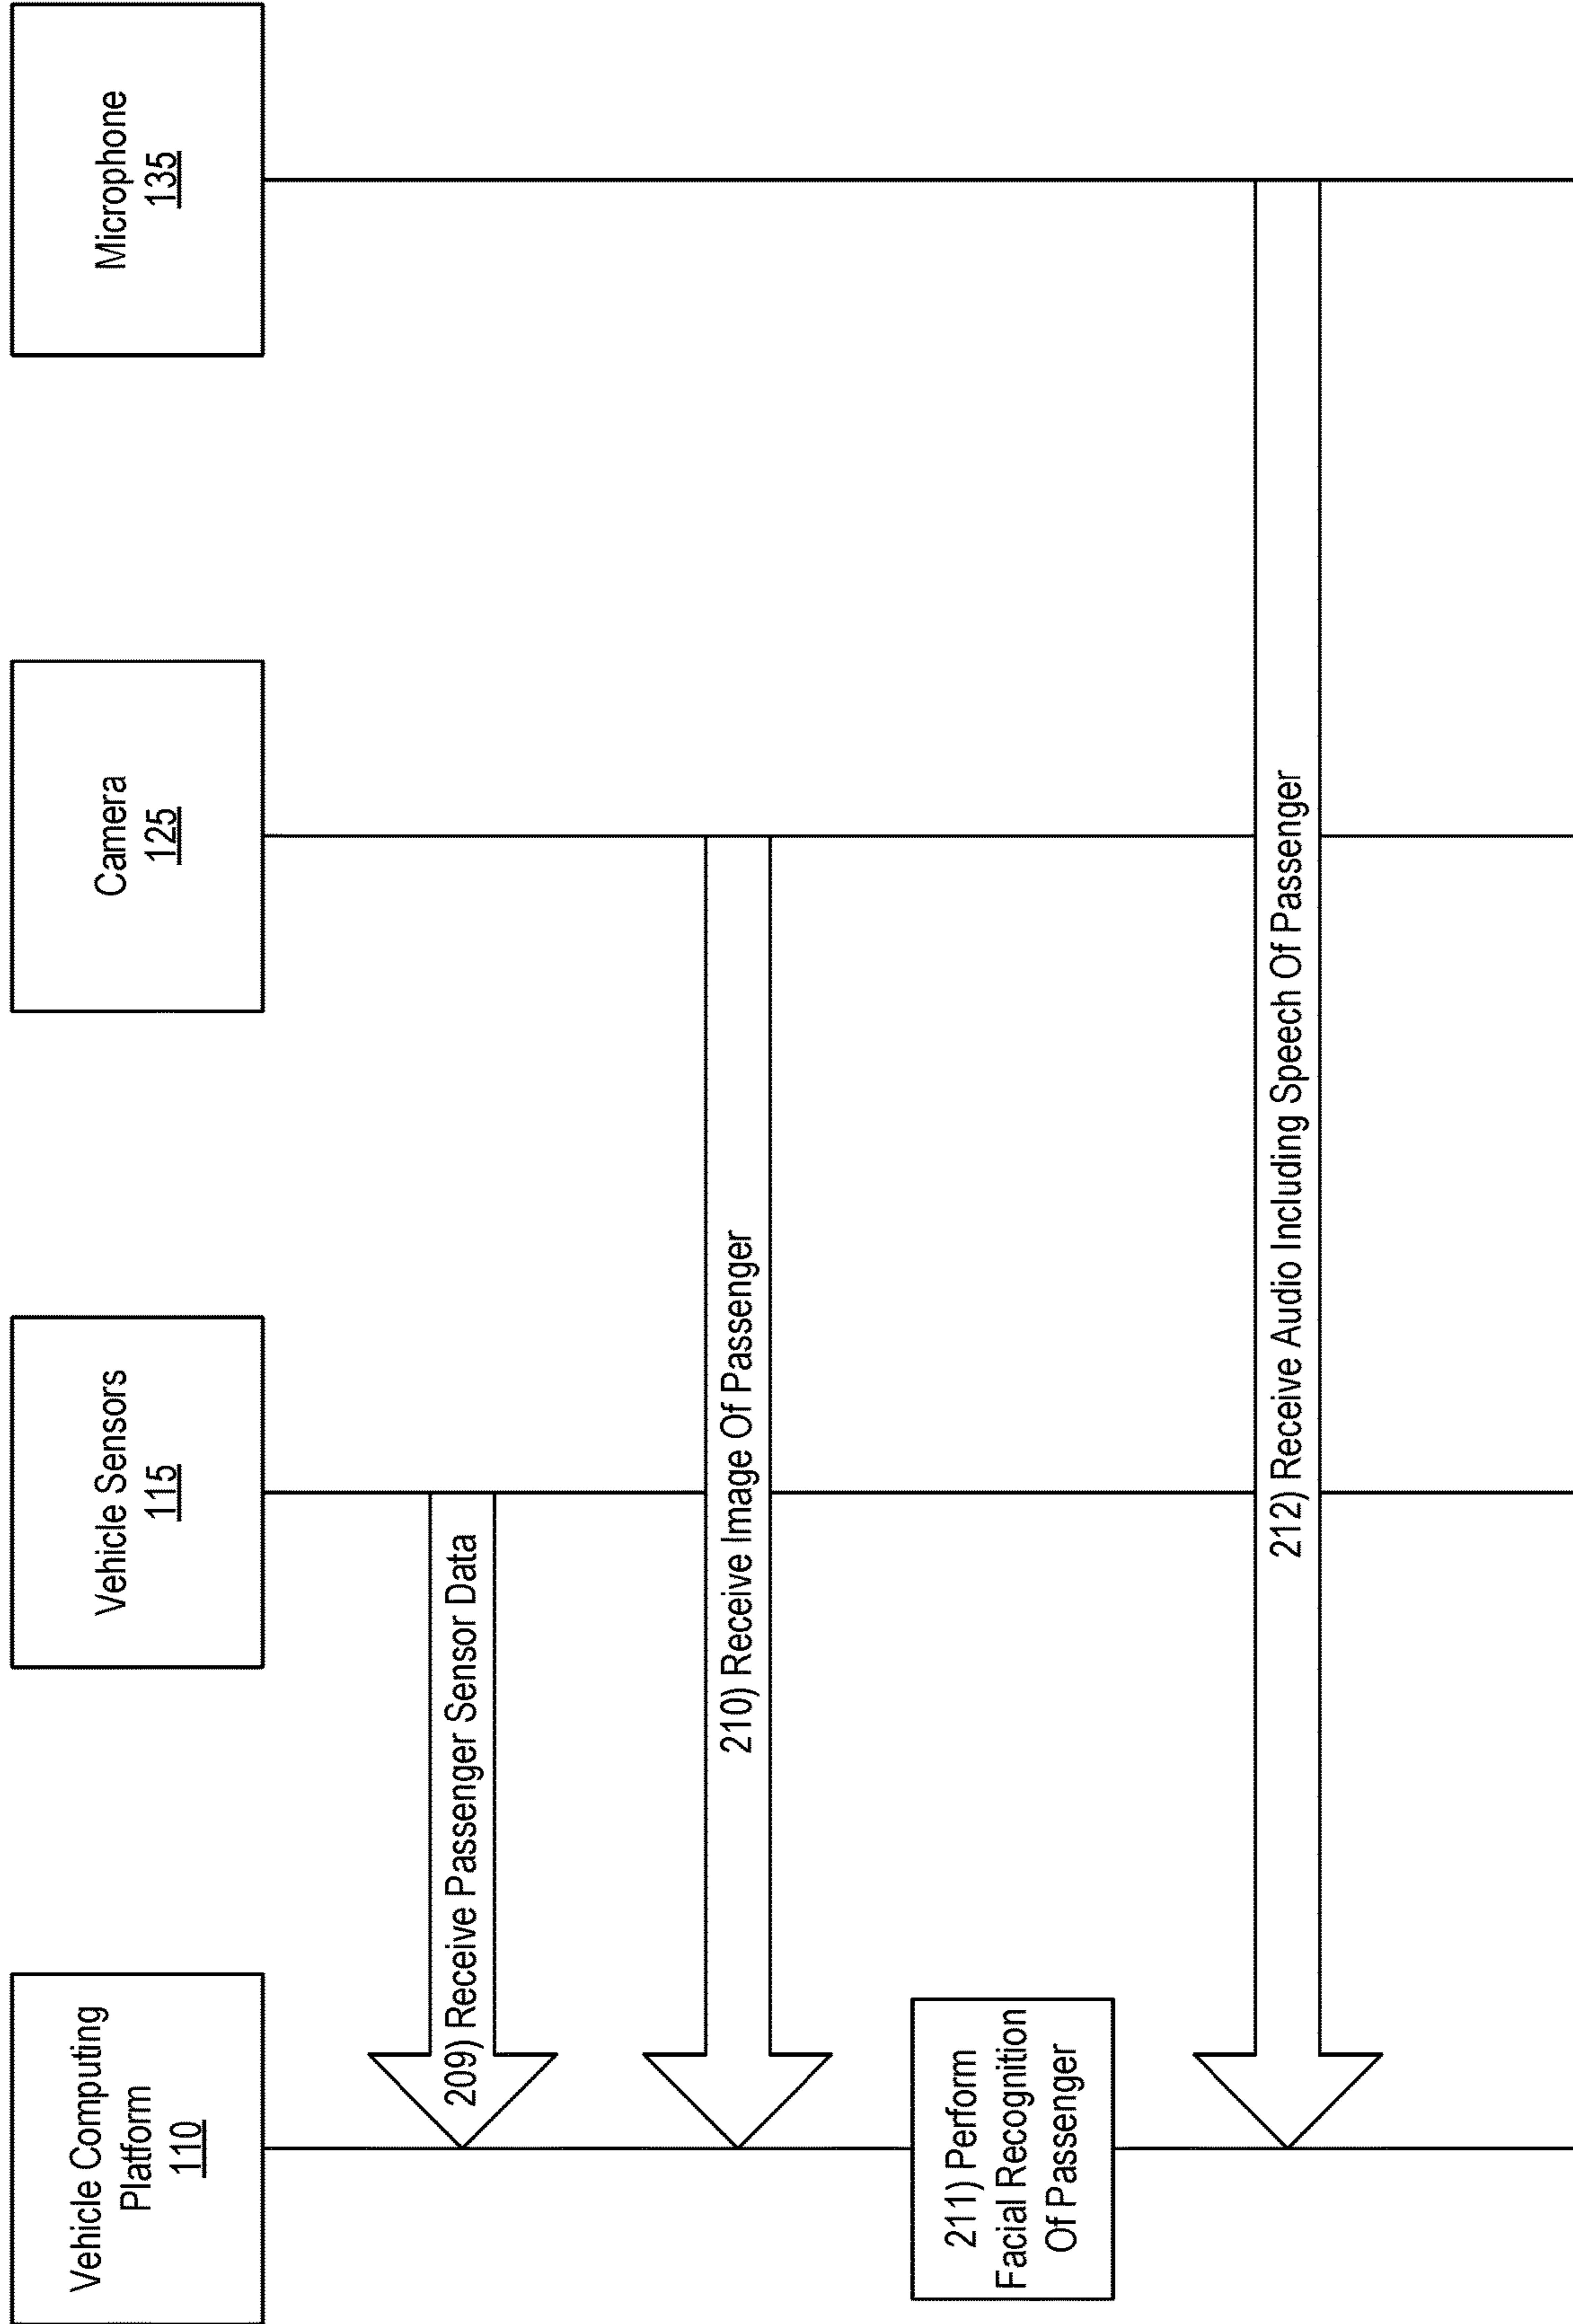 Vehicle Computing
Platform
110
Vehicle Sensors
115
Camera
125
Microphone
135
209) Receive Passenger Sensor Data
210) Receive Image Of Passenger
211) Perform
Facial Recognition
Of Passenger
212) Receive Audio Including Speech Of Passenger